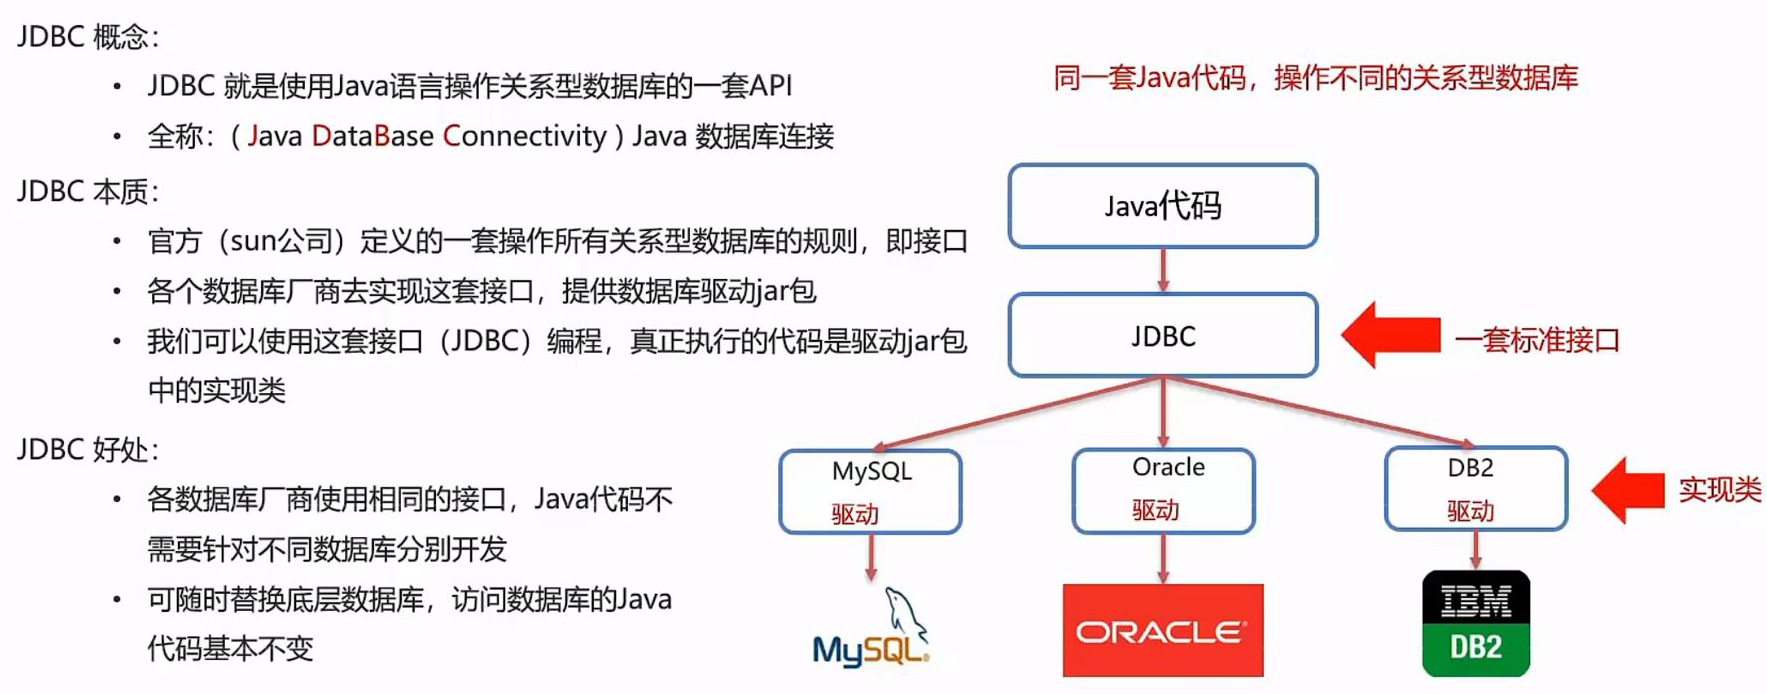 JDBC 概念：
• JDBC 就是使用Java语言操作关系型数据库的一套API
• 全称：( Java DataBase Connectivity ) Java 数据库连接
JDBC 本质：
• 官方（sun公司）定义的一套操作所有关系型数据库的规则，即接口
• 各个数据库厂商去实现这套接口，提供数据库驱动jar包
• 我们可以使用这套接口（JDBC）编程，真正执行的代码是驱动jar包
中的实现类
JDBC 好处：
• 各数据库厂商使用相同的接口，Java代码不
需要针对不同数据库分别开发
• 可随时替换底层数据库，访问数据库的Java
代码基本不变
同一套Java代码，操作不同的关系型数据库
Java代码
JDBC
一套标准接口
MySQL
驱动
Oracle
驱动
DB2
驱动
实现类
MySQL®
ORACLE®
IBM
DB2